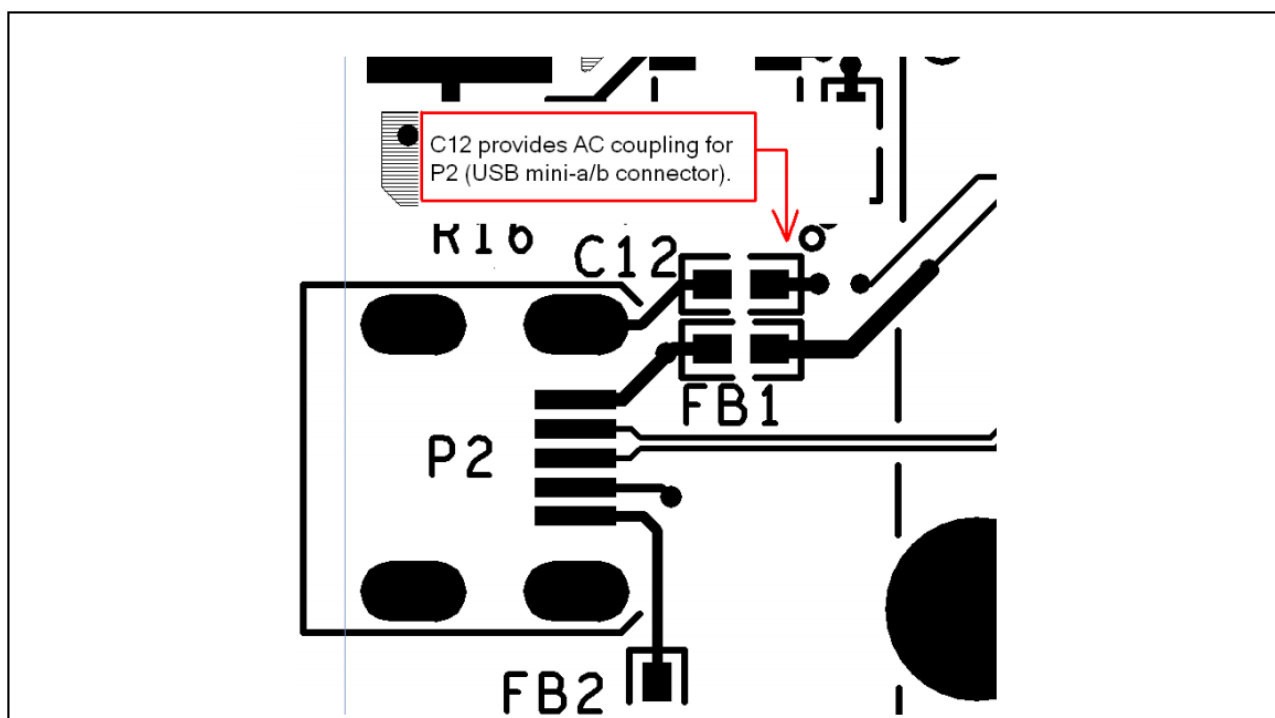 C12 provides AC coupling for
P2 (USB mini-a/b connector).
R16
C12
FB1
P2
FB2